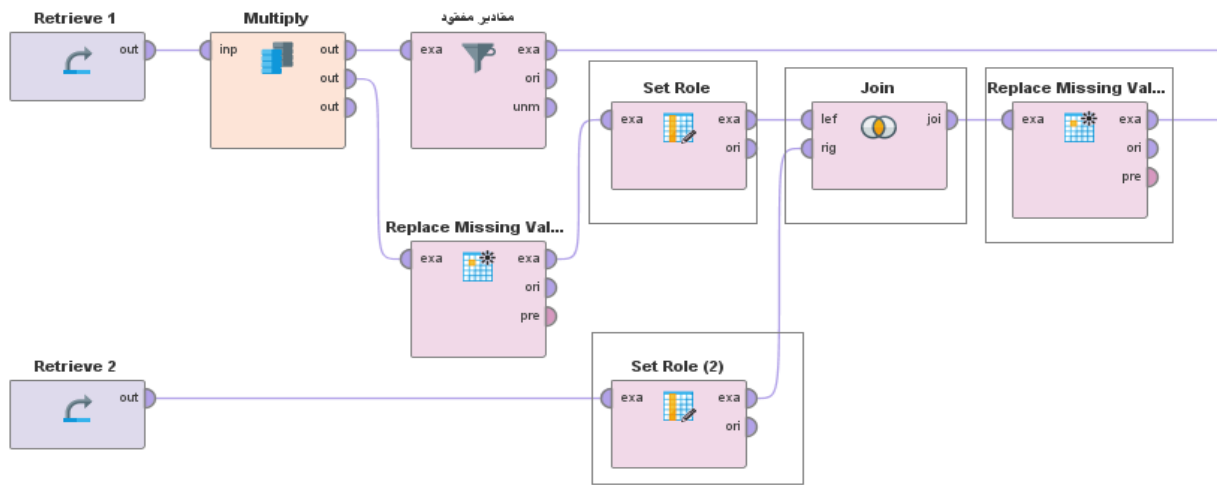 Retrieve 1
out
Multiply
inp
out
out
out
مقادیر مفقود
exa
exa
ori
unm
Set Role
exa
exa
ori
Join
lef
rig
joi
Replace Missing Val...
exa
exa
ori
pre
Replace Missing Val...
exa
exa
ori
pre
Retrieve 2
out
Set Role (2)
exa
exa
ori